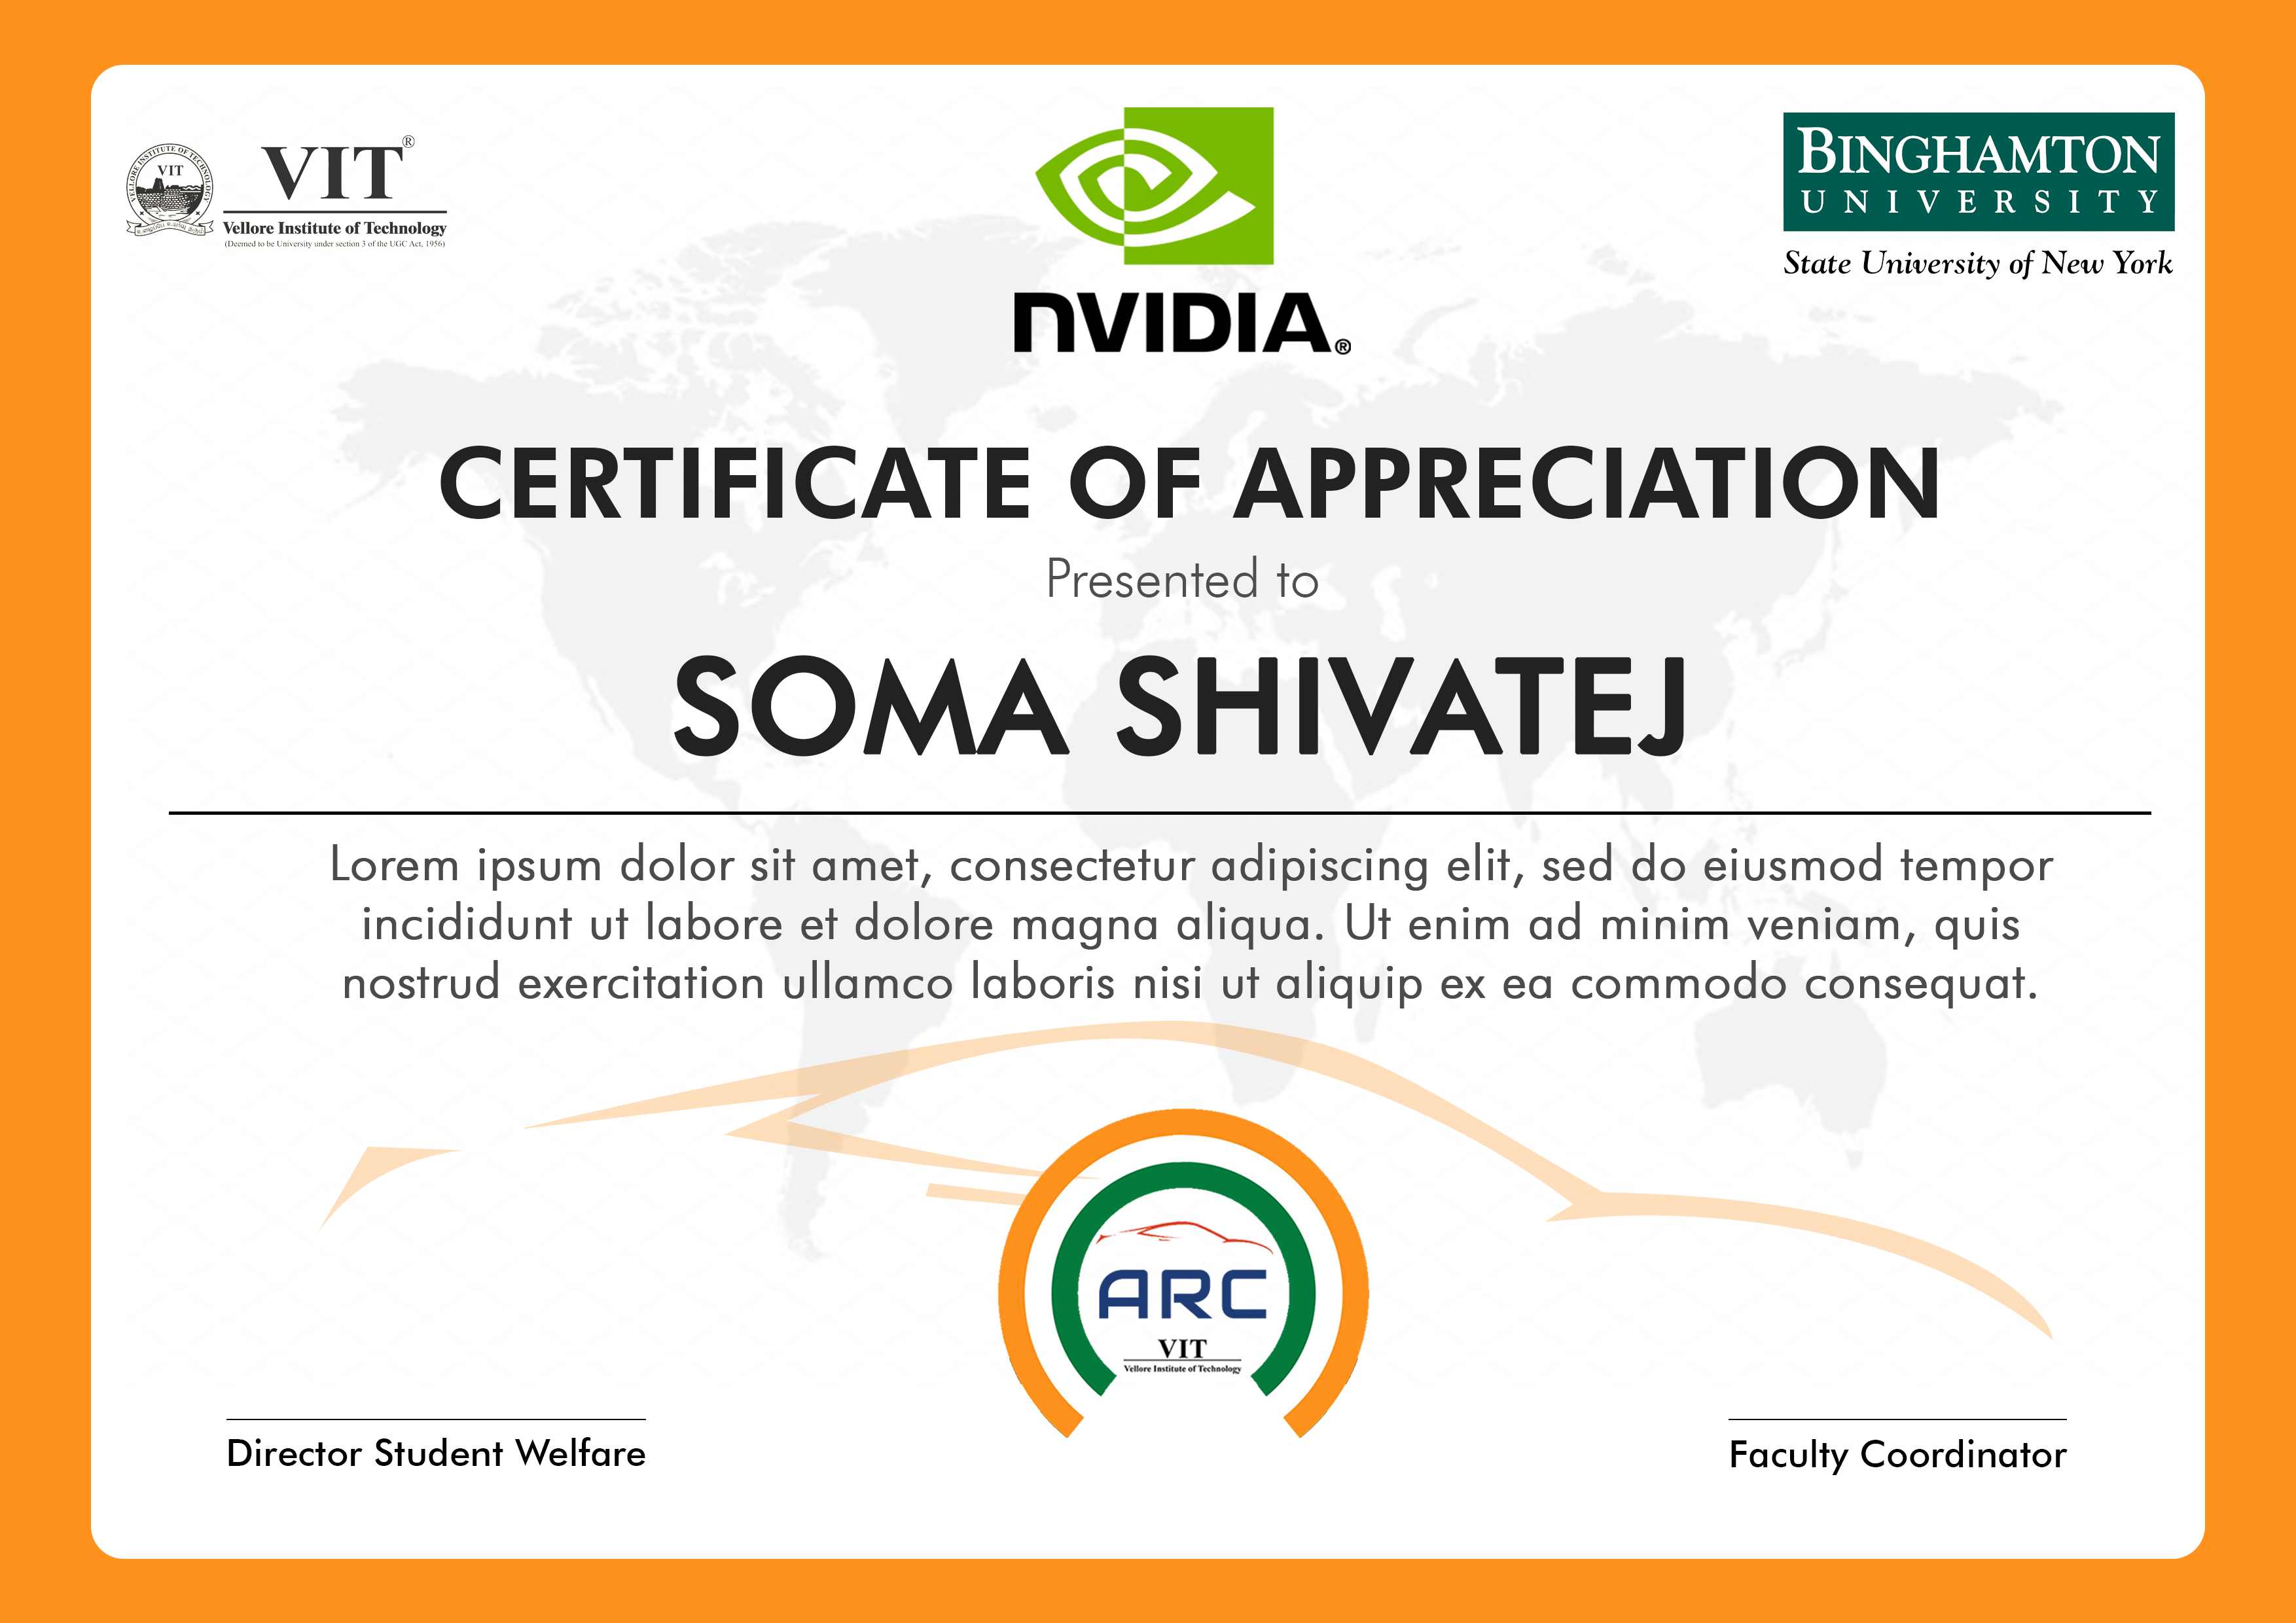 VELLORE INSTITUTE OF TECHNOLOGY
VIT
VIT®
Vellore Institute of Technology
(Deemed to be University under section 3 of the UGC Act, 1956)
nVIDIA®
BINGHAMTON
UNIVERSITY
State University of New York
CERTIFICATE OF APPRECIATION
Presented to
SOMA SHIVATEJ
Lorem ipsum dolor sit amet, consectetur adipiscing elit, sed do eiusmod tempor
incididunt ut labore et dolore magna aliqua. Ut enim ad minim veniam, quis
nostrud exercitation ullamco laboris nisi ut aliquip ex ea commodo consequat.
ARC
VIT
Vellore Institute of Technology
Director Student Welfare
Faculty Coordinator